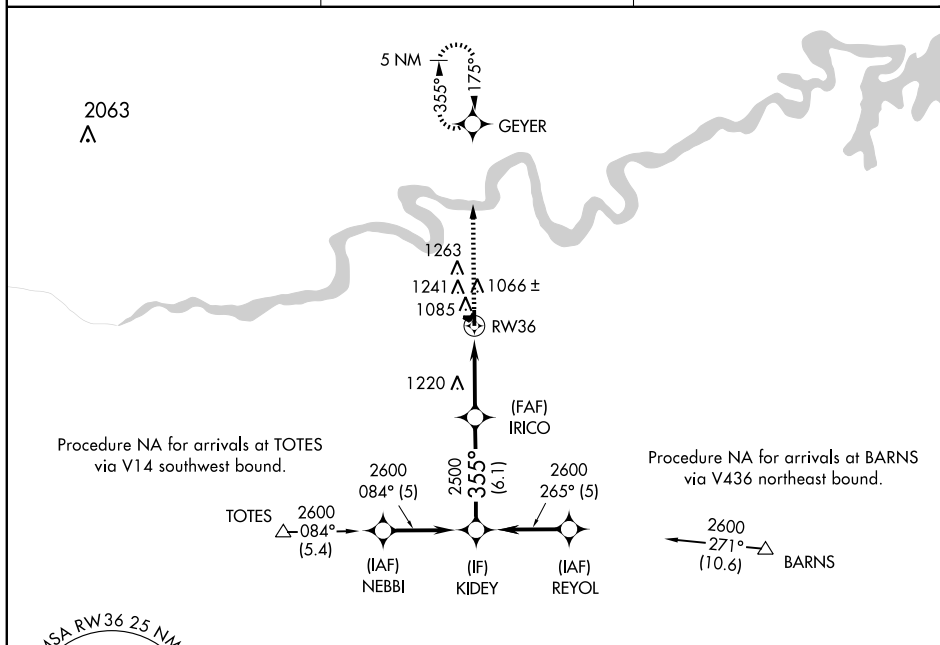 5 NM
355°
175°
2063
GEYER
1263
1241
1066 ±
1085
RW36
1220
(FAF)
IRICO
Procedure NA for arrivals at TOTES
via V14 southwest bound.
Procedure NA for arrivals at BARNS
via V436 northeast bound.
2600
084° (5)
2500
355°
(6.1)
2600
265° (5)
TOTES
2600
084°
(5.4)
2600
271°
(10.6)
BARNS
(IAF)
NEBBI
(IF)
KIDEY
(IAF)
REYOL
MSA RW36 25 NM